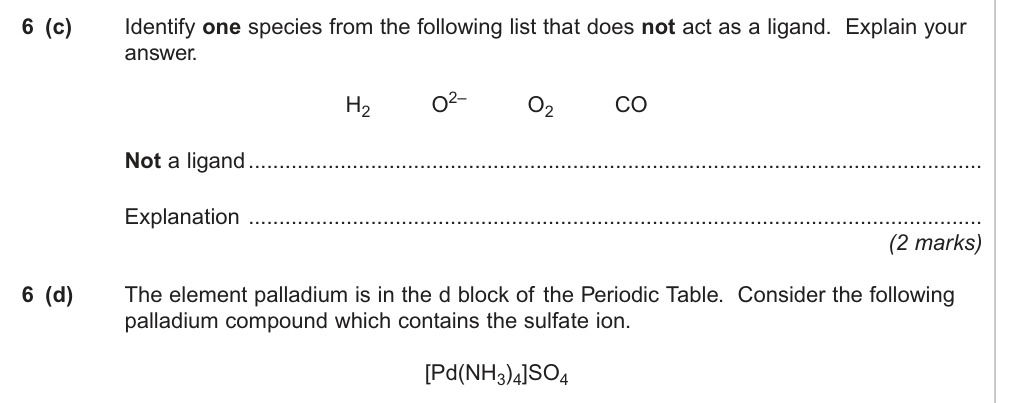 6 (c) Identify one species from the following list that does not act as a ligand. Explain your
answer.
H₂ O²⁻ O₂ CO
Not a ligand ................................................................................................................
Explanation ................................................................................................................
(2 marks)
6 (d) The element palladium is in the d block of the Periodic Table. Consider the following
palladium compound which contains the sulfate ion.
[Pd(NH₃)₄]SO₄